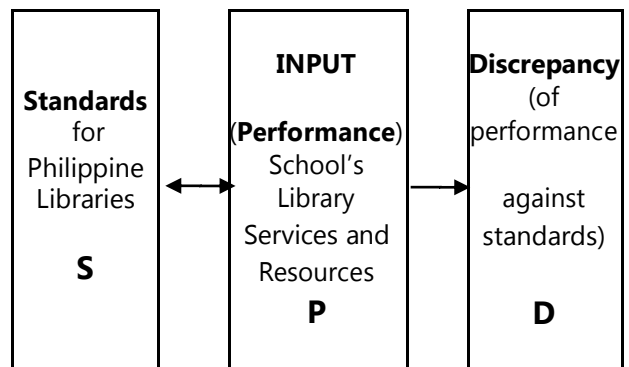 Standards
for
Philippine
Libraries
S
INPUT
(Performance)
School's
Library
Services and
Resources
P
Discrepancy
(of
performance
against
standards)
D